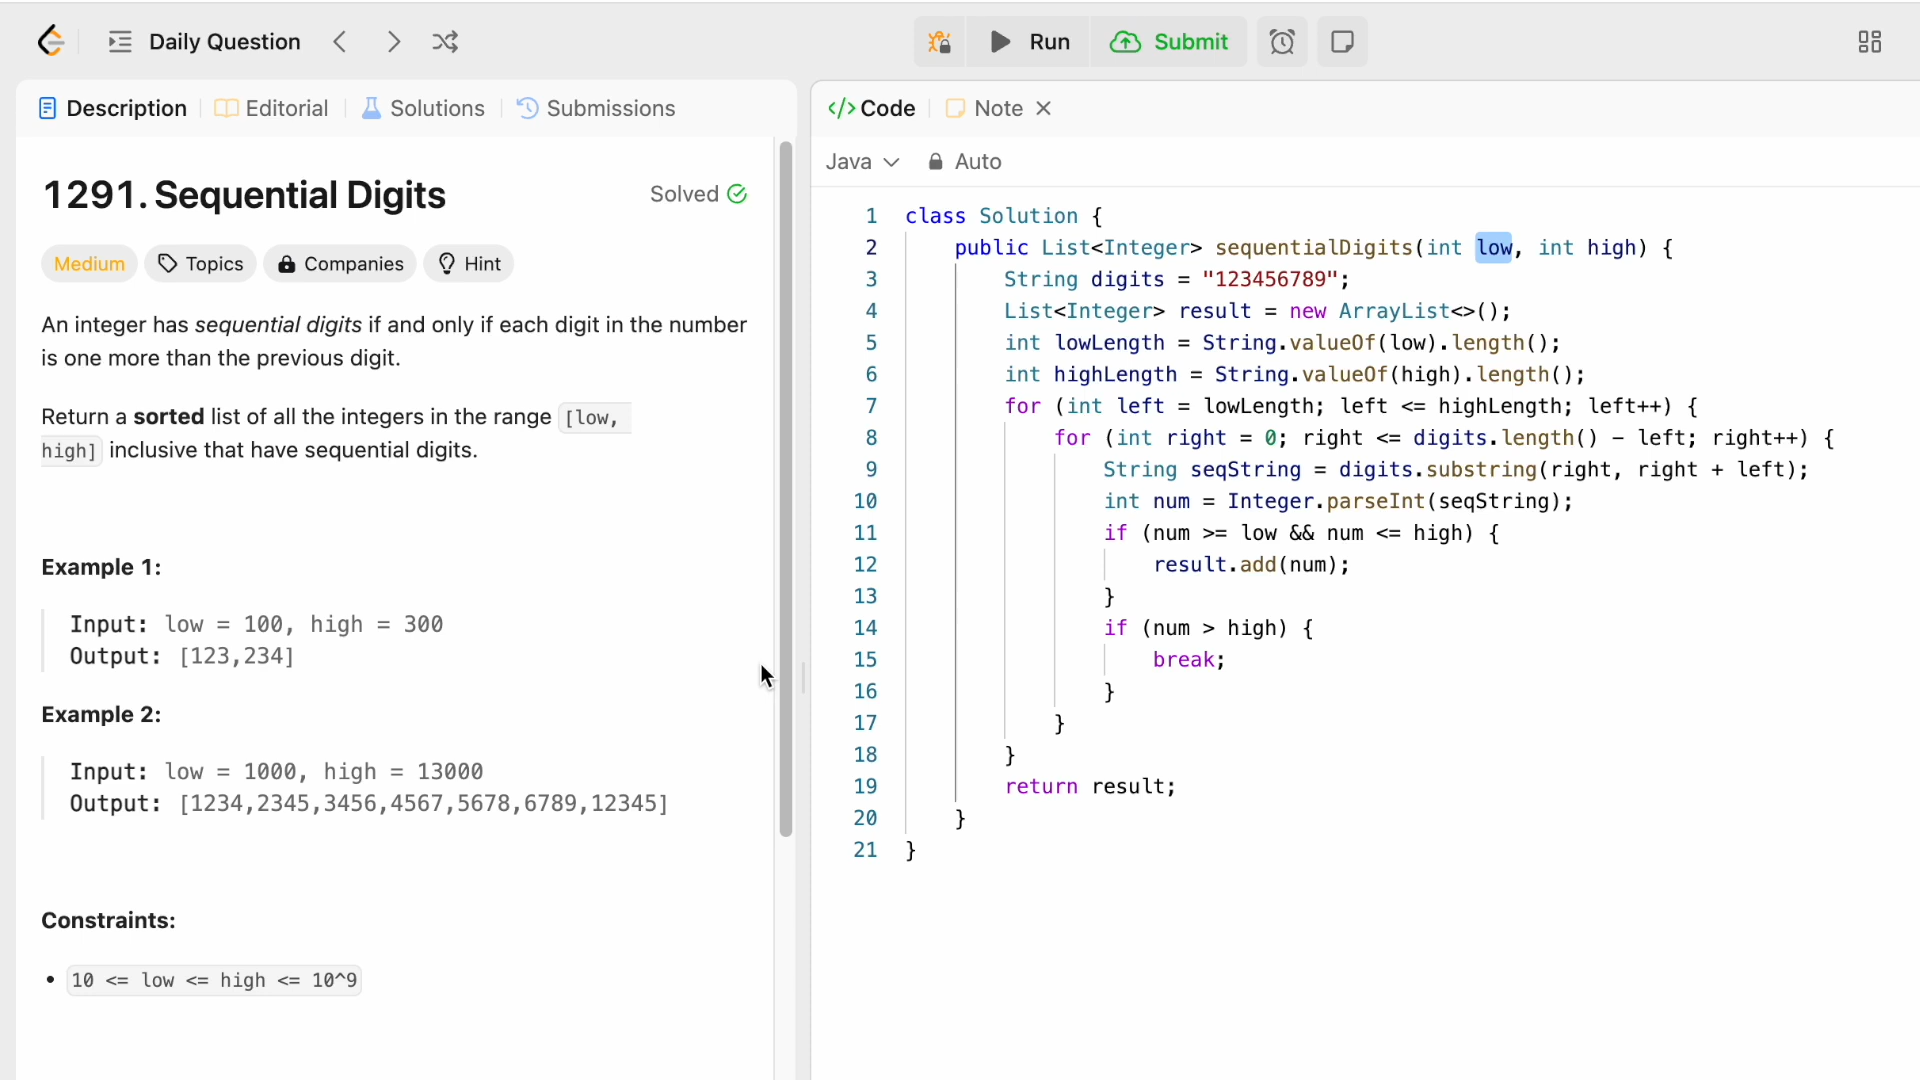 Daily Question
Run
Submit
Description
Editorial
Solutions
Submissions
1291. Sequential Digits
Solved
Medium
Topics
Companies
Hint
An integer has sequential digits if and only if each digit in the number
is one more than the previous digit.
Return a sorted list of all the integers in the range [low,
high] inclusive that have sequential digits.
Example 1:
Input: low = 100, high = 300
Output: [123,234]
Example 2:
Input: low = 1000, high = 13000
Output: [1234,2345,3456,4567,5678,6789,12345]
Constraints:
• 10 <= low <= high <= 10^9
</> Code
Note
Java
Auto
1 class Solution {
2 public List<Integer> sequentialDigits(int low, int high) {
3 String digits = "123456789";
4 List<Integer> result = new ArrayList<>();
5 int lowLength = String.valueOf(low).length();
6 int highLength = String.valueOf(high).length();
7 for (int left = lowLength; left <= highLength; left++) {
8 for (int right = 0; right <= digits.length() - left; right++) {
9 String seqString = digits.substring(right, right + left);
10 int num = Integer.parseInt(seqString);
11 if (num >= low && num <= high) {
12 result.add(num);
13 }
14 if (num > high) {
15 break;
16 }
17 }
18 }
19 return result;
20 }
21 }